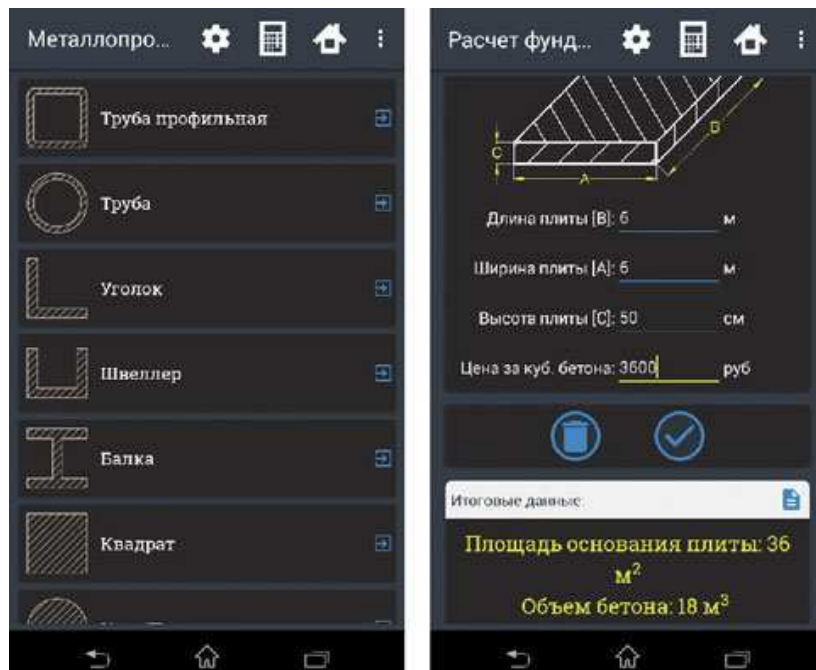 Металлопро...
Труба профильная
Труба
Уголок
Швеллер
Балка
Квадрат
Расчет фунд...
B
C
A
Длина плиты [B]: 6 м
Ширина плиты [A]: 6 м
Высота плиты [C]: 50 см
Цена за куб. бетона: 3600 руб
Итоговые данные:
Площадь основания плиты: 36
м²
Объем бетона: 18 м³